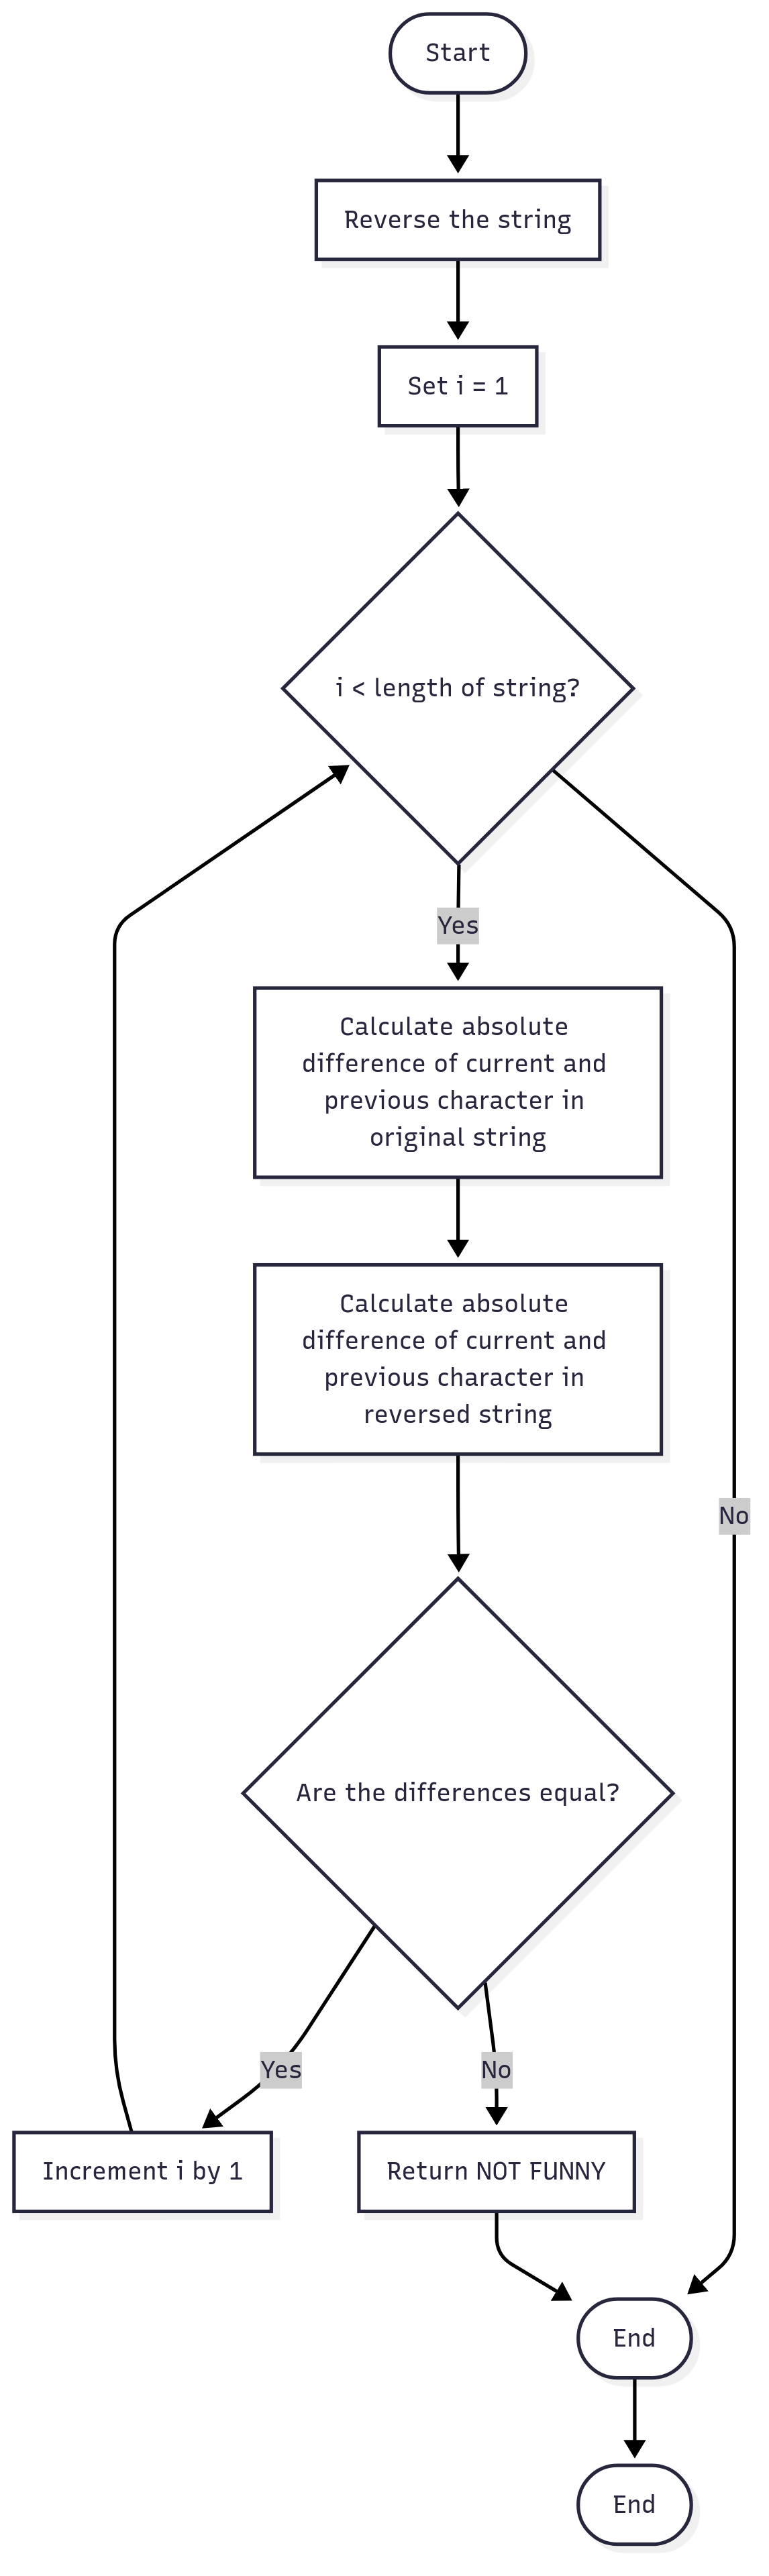 Start
Reverse the string
Set i = 1
i < length of string?
Yes
Calculate absolute
difference of current and
previous character in
original string
Calculate absolute
difference of current and
previous character in
reversed string
No
Are the differences equal?
Yes
No
Increment i by 1
Return NOT FUNNY
End
End